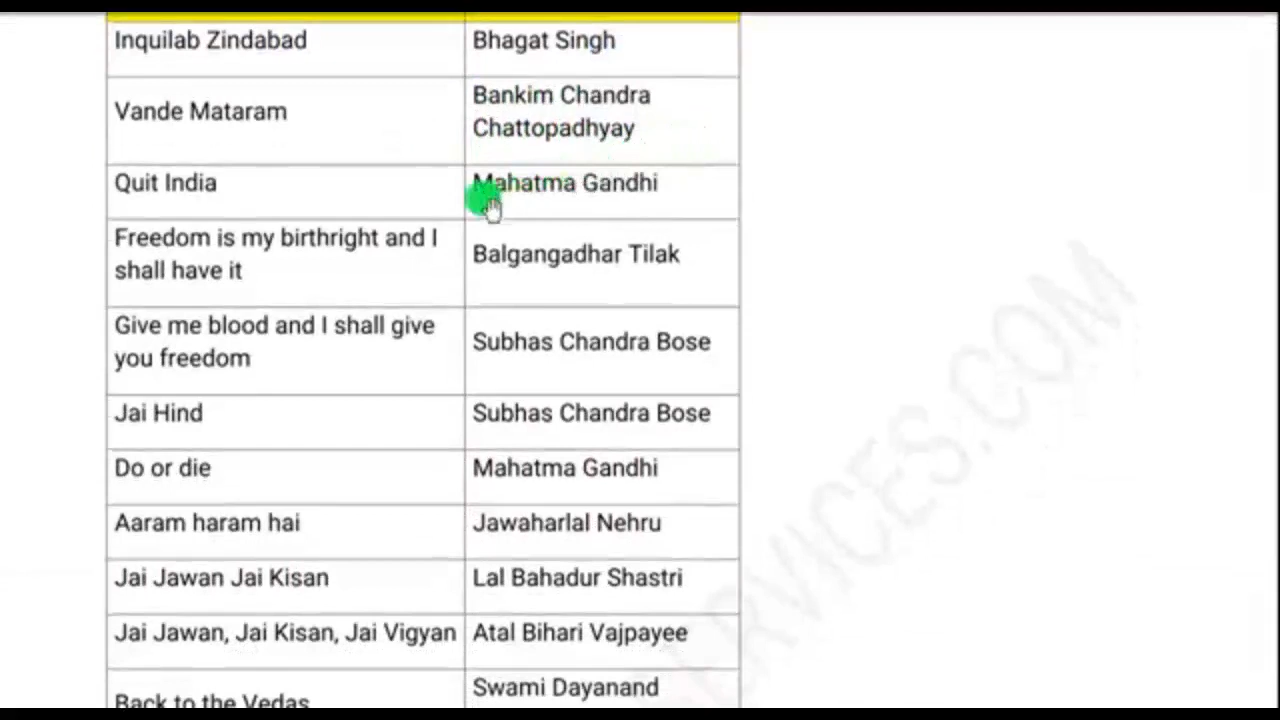 Inquilab Zindabad
Bhagat Singh
Vande Mataram
Bankim Chandra
Chattopadhyay
Quit India
Mahatma Gandhi
Freedom is my birthright and I
shall have it
Balgangadhar Tilak
Give me blood and I shall give
you freedom
Subhas Chandra Bose
Jai Hind
Subhas Chandra Bose
Do or die
Mahatma Gandhi
Aaram haram hai
Jawaharlal Nehru
Jai Jawan Jai Kisan
Lal Bahadur Shastri
Jai Jawan, Jai Kisan, Jai Vigyan
Atal Bihari Vajpayee
Back to the Vedas
Swami Dayanand
SERVICES.COM